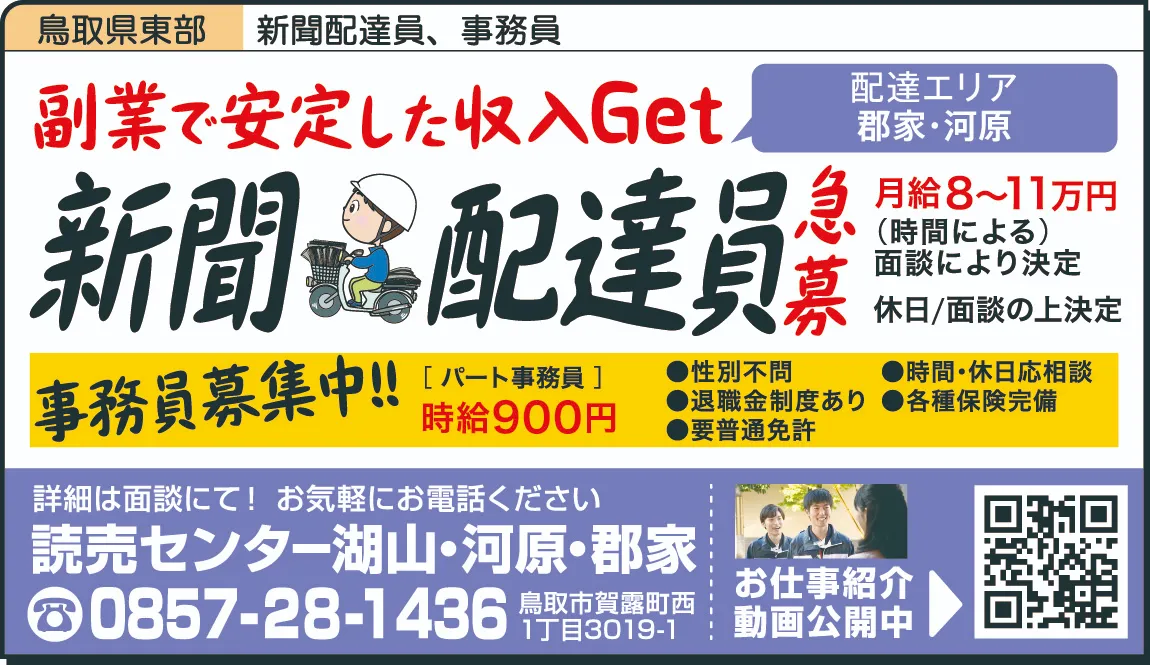 鳥取県東部
新聞配達員、事務員
副業で安定した収入Get
配達エリア
郡家・河原
新聞配達員
急募
月給8〜11万円
（時間による）
面談により決定
休日/面談の上決定
事務員募集中!!
［ パート事務員 ］
時給900円
●性別不問
●時間・休日応相談
●退職金制度あり
●各種保険完備
●要普通免許
詳細は面談にて！ お気軽にお電話ください
読売センター湖山・河原・郡家
0857-28-1436
鳥取市賀露町西
1丁目3019-1
お仕事紹介
動画公開中